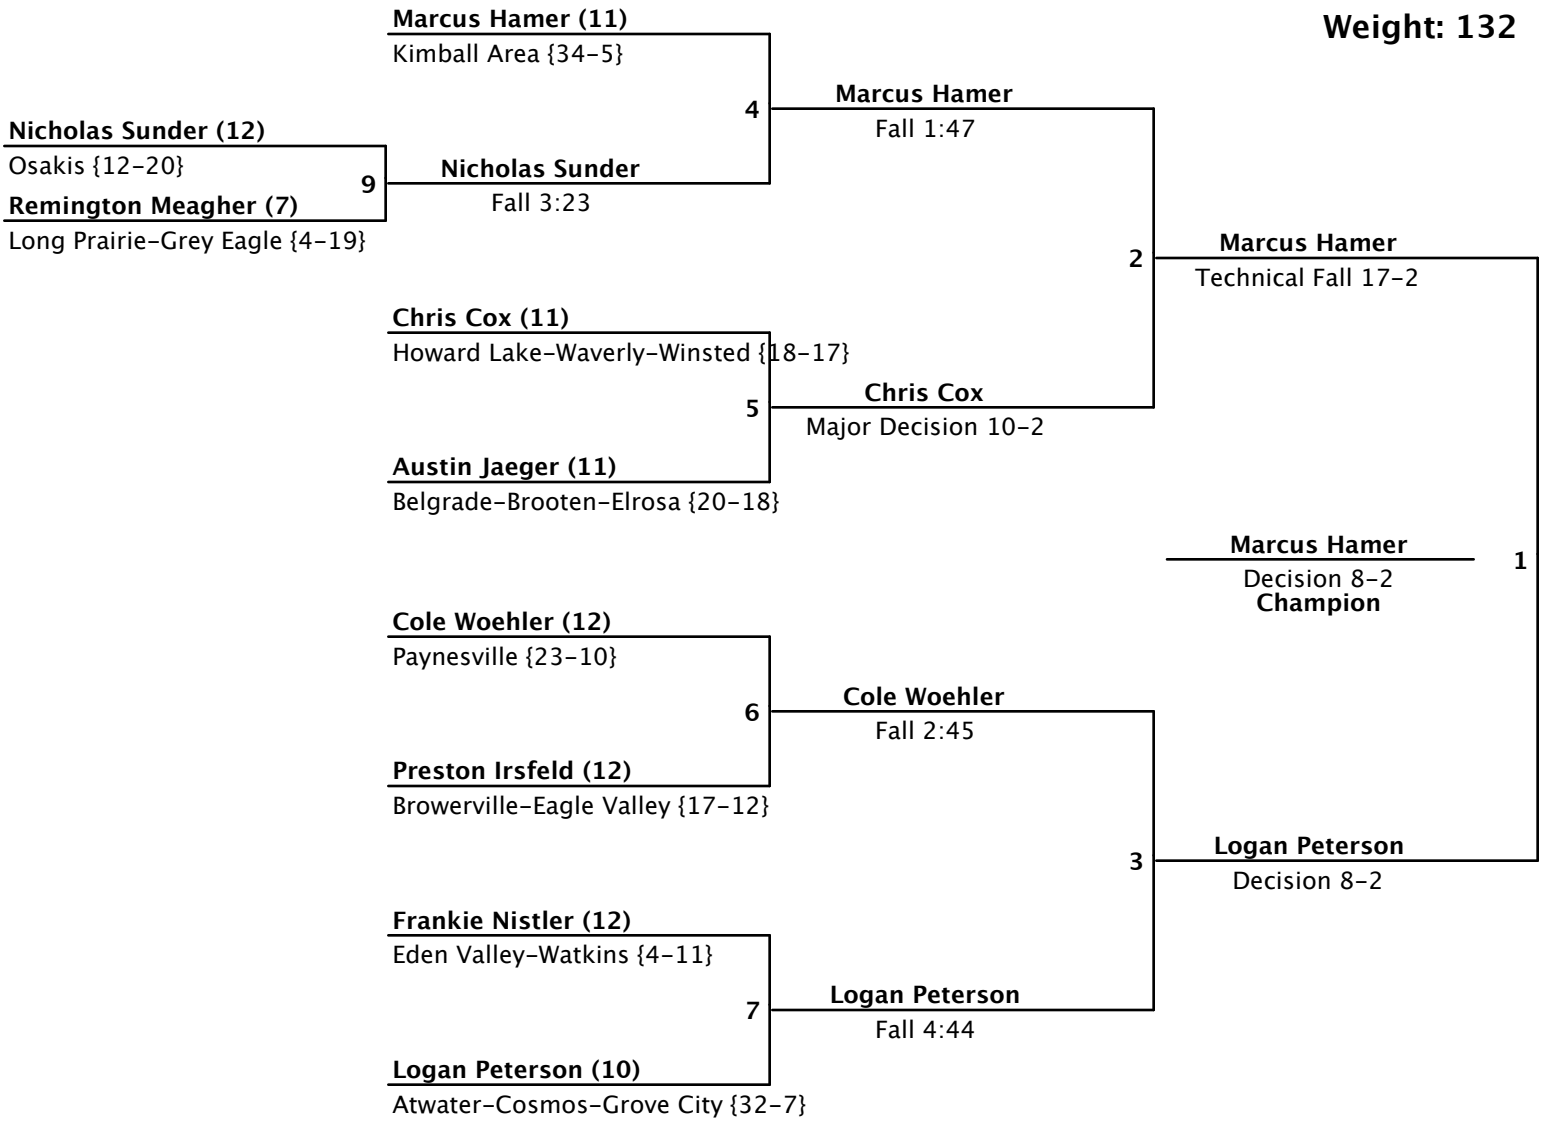 Weight: 132
Marcus Hamer (11)
Kimball Area {34-5}
4
Marcus Hamer
Fall 1:47
Nicholas Sunder (12)
Osakis {12-20}
9
Nicholas Sunder
Fall 3:23
Remington Meagher (7)
Long Prairie-Grey Eagle {4-19}
2
Marcus Hamer
Technical Fall 17-2
Chris Cox (11)
Howard Lake-Waverly-Winsted {18-17}
5
Chris Cox
Major Decision 10-2
Austin Jaeger (11)
Belgrade-Brooten-Elrosa {20-18}
Marcus Hamer
Decision 8-2
Champion
1
Cole Woehler (12)
Paynesville {23-10}
6
Cole Woehler
Fall 2:45
Preston Irsfeld (12)
Browerville-Eagle Valley {17-12}
3
Logan Peterson
Decision 8-2
Frankie Nistler (12)
Eden Valley-Watkins {4-11}
7
Logan Peterson
Fall 4:44
Logan Peterson (10)
Atwater-Cosmos-Grove City {32-7}